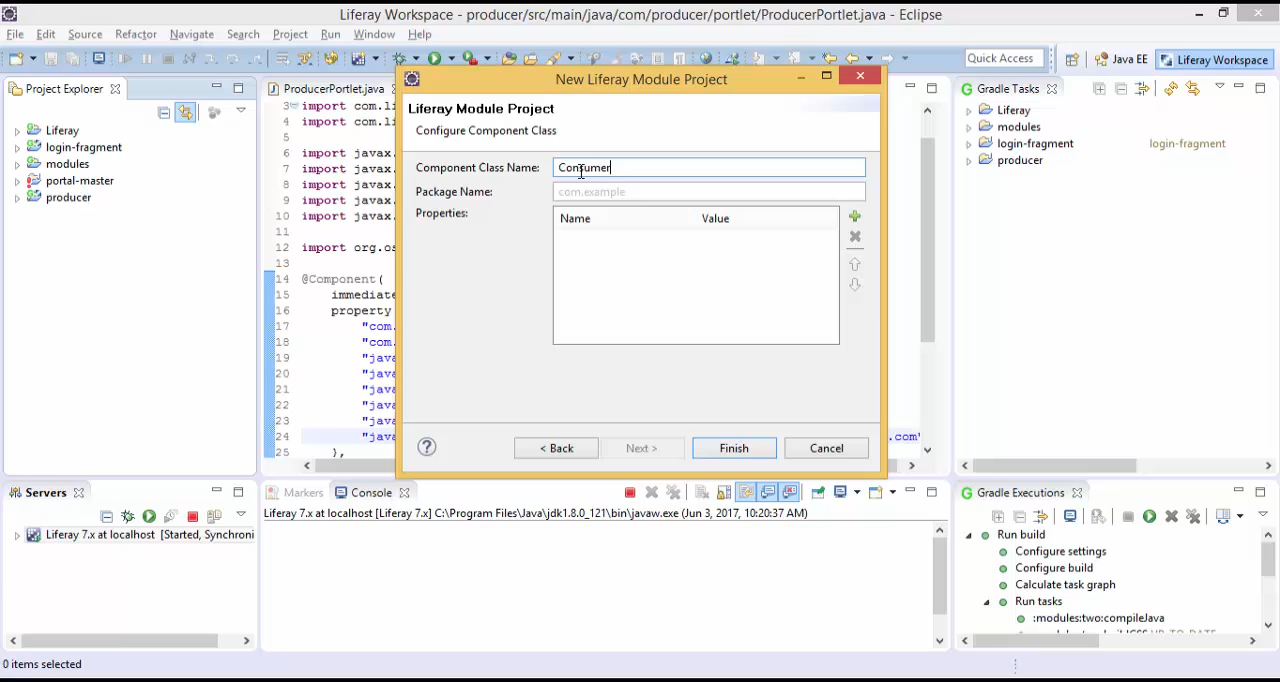 Liferay Workspace - producer/src/main/java/com/producer/portlet/ProducerPortlet.java - Eclipse
File Edit Source Refactor Navigate Search Project Run Window Help
Quick Access
Java EE
Liferay Workspace
Project Explorer
Liferay
login-fragment
modules
portal-master
producer
ProducerPortlet.java
3 import com.li
4 import com.li
5
6 import javax.
7 import javax.
8 import javax.
9 import javax.
10 import javax.
11
12 import org.os
13
14 @Component(
15 immediate
16 property
17 "com.
18 "com.
19 "java
20 "java
21 "java
22 "java
23 "java
24 "java
.com"
25 },
New Liferay Module Project
Liferay Module Project
Configure Component Class
Component Class Name: Consumer
Package Name: com.example
Properties:
Name Value
< Back Next > Finish Cancel
Gradle Tasks
Liferay
modules
login-fragment login-fragment
producer
Servers
Liferay 7.x at localhost [Started, Synchroni
Markers Console
Liferay 7.x at localhost [Liferay 7.x] C:\Program Files\Java\jdk1.8.0_121\bin\javaw.exe (Jun 3, 2017, 10:20:37 AM)
Gradle Executions
Run build
Configure settings
Configure build
Calculate task graph
Run tasks
:modules:two:compileJava
0 items selected